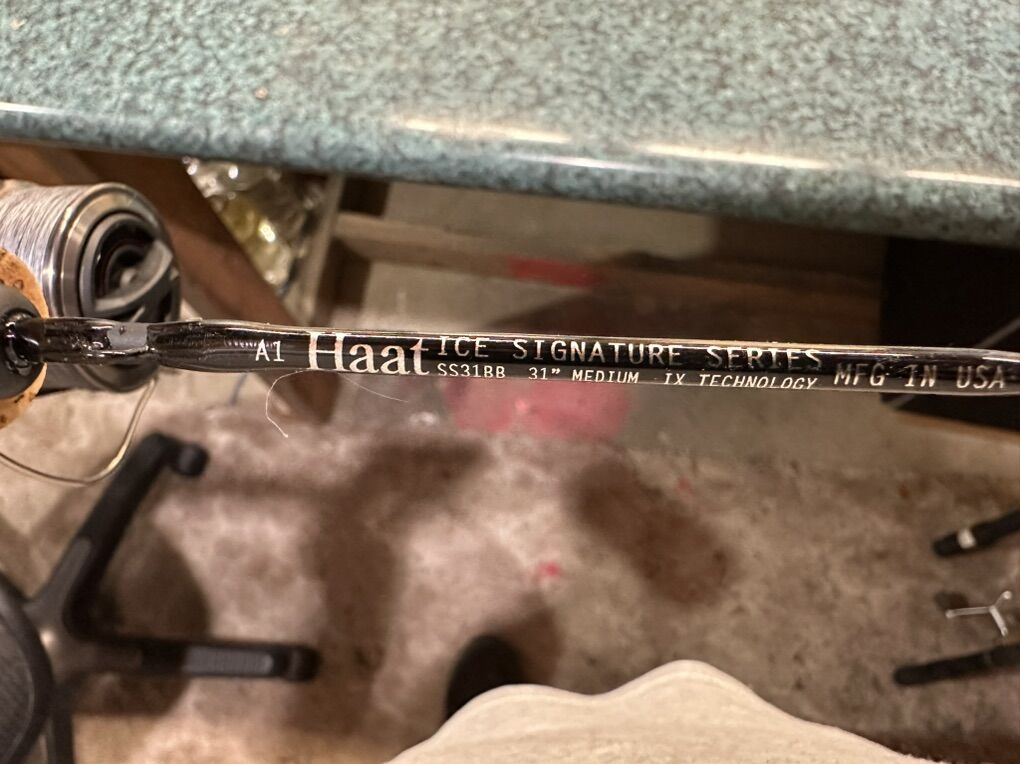 A1 Haat ICE SIGNATURE SERIES
SS31BB 31" MEDIUM IX TECHNOLOGY MFG IN USA